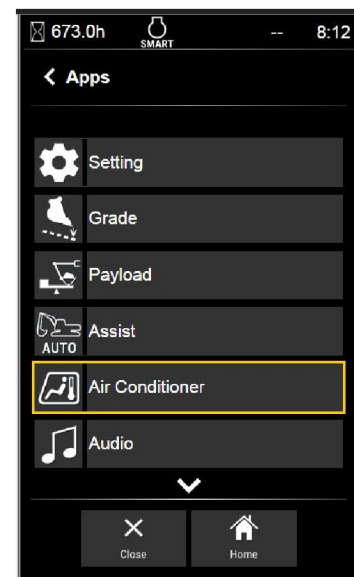 673.0h SMART -- 8:12
Apps
Setting
Grade
Payload
AUTO Assist
Air Conditioner
Audio
Close Home